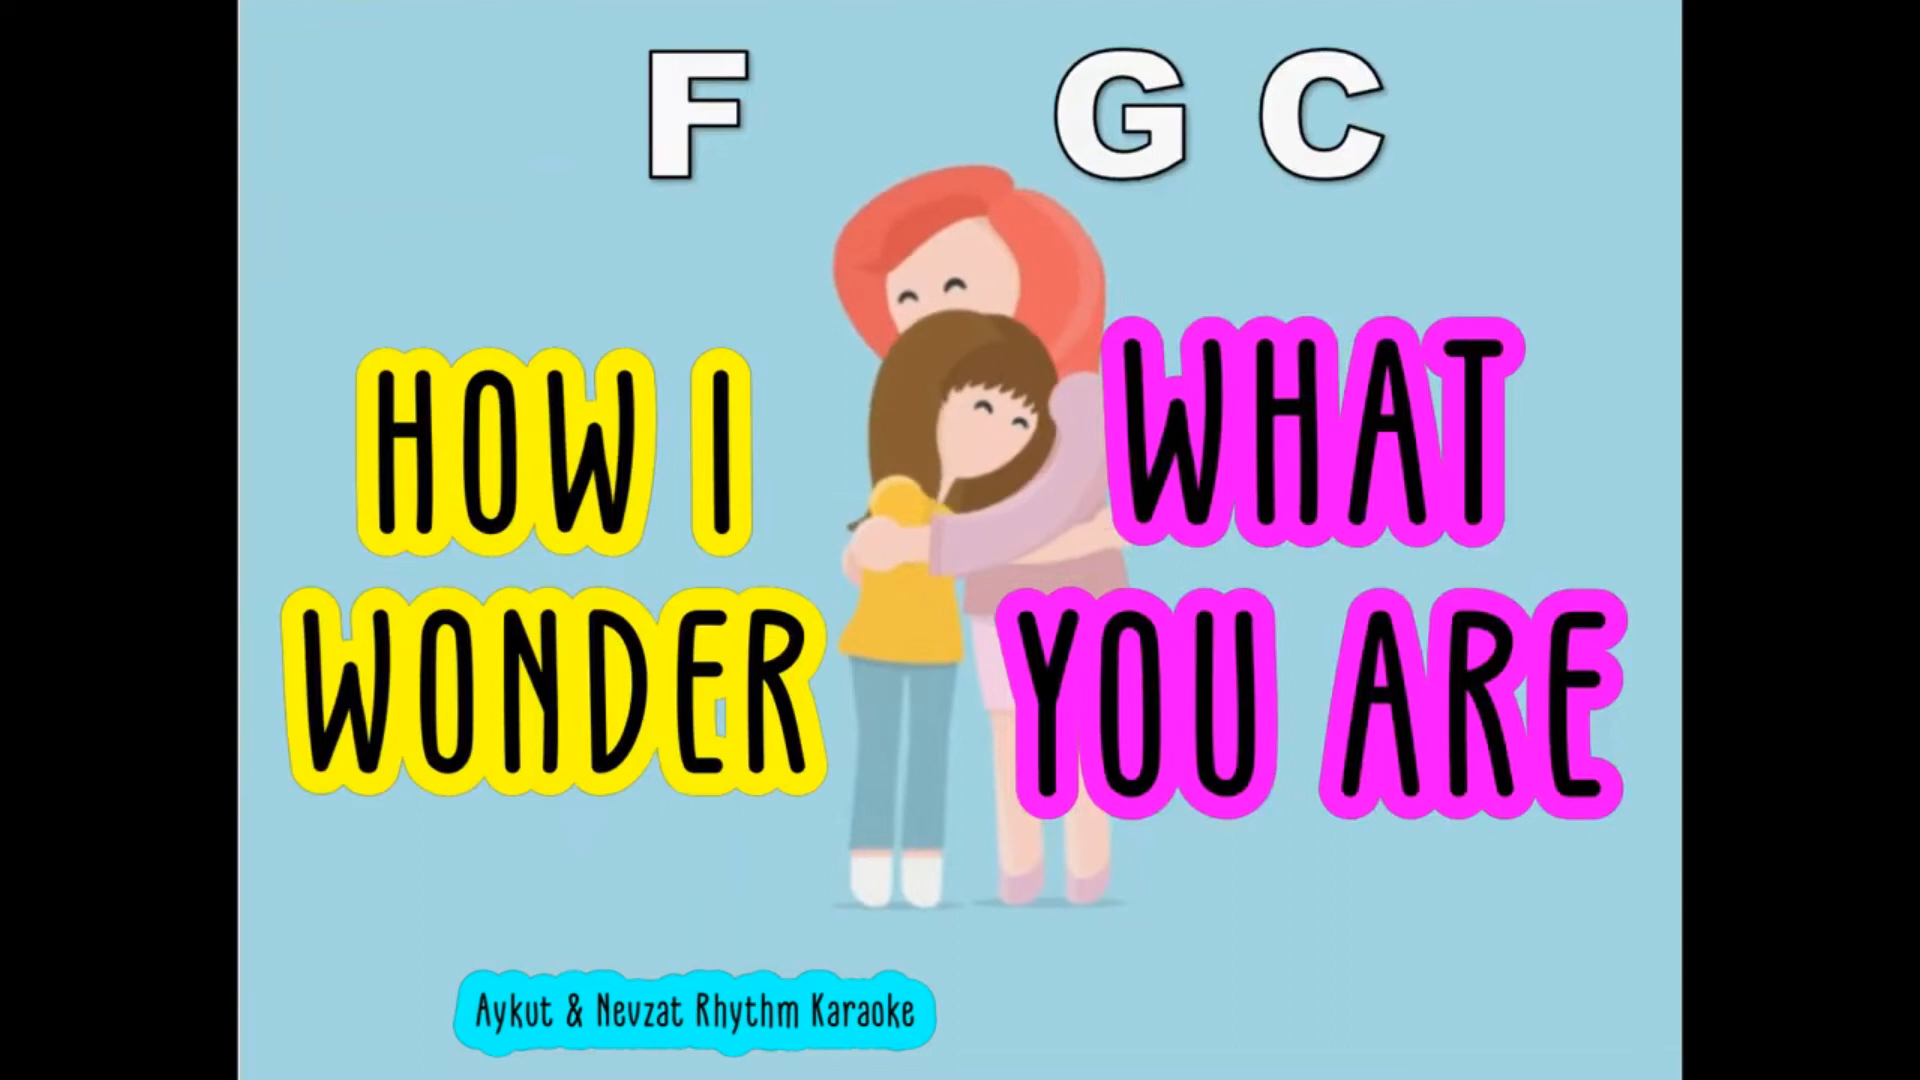 F G C
HOW I
WONDER
WHAT
YOU ARE
Aykut & Nevzat Rhythm Karaoke